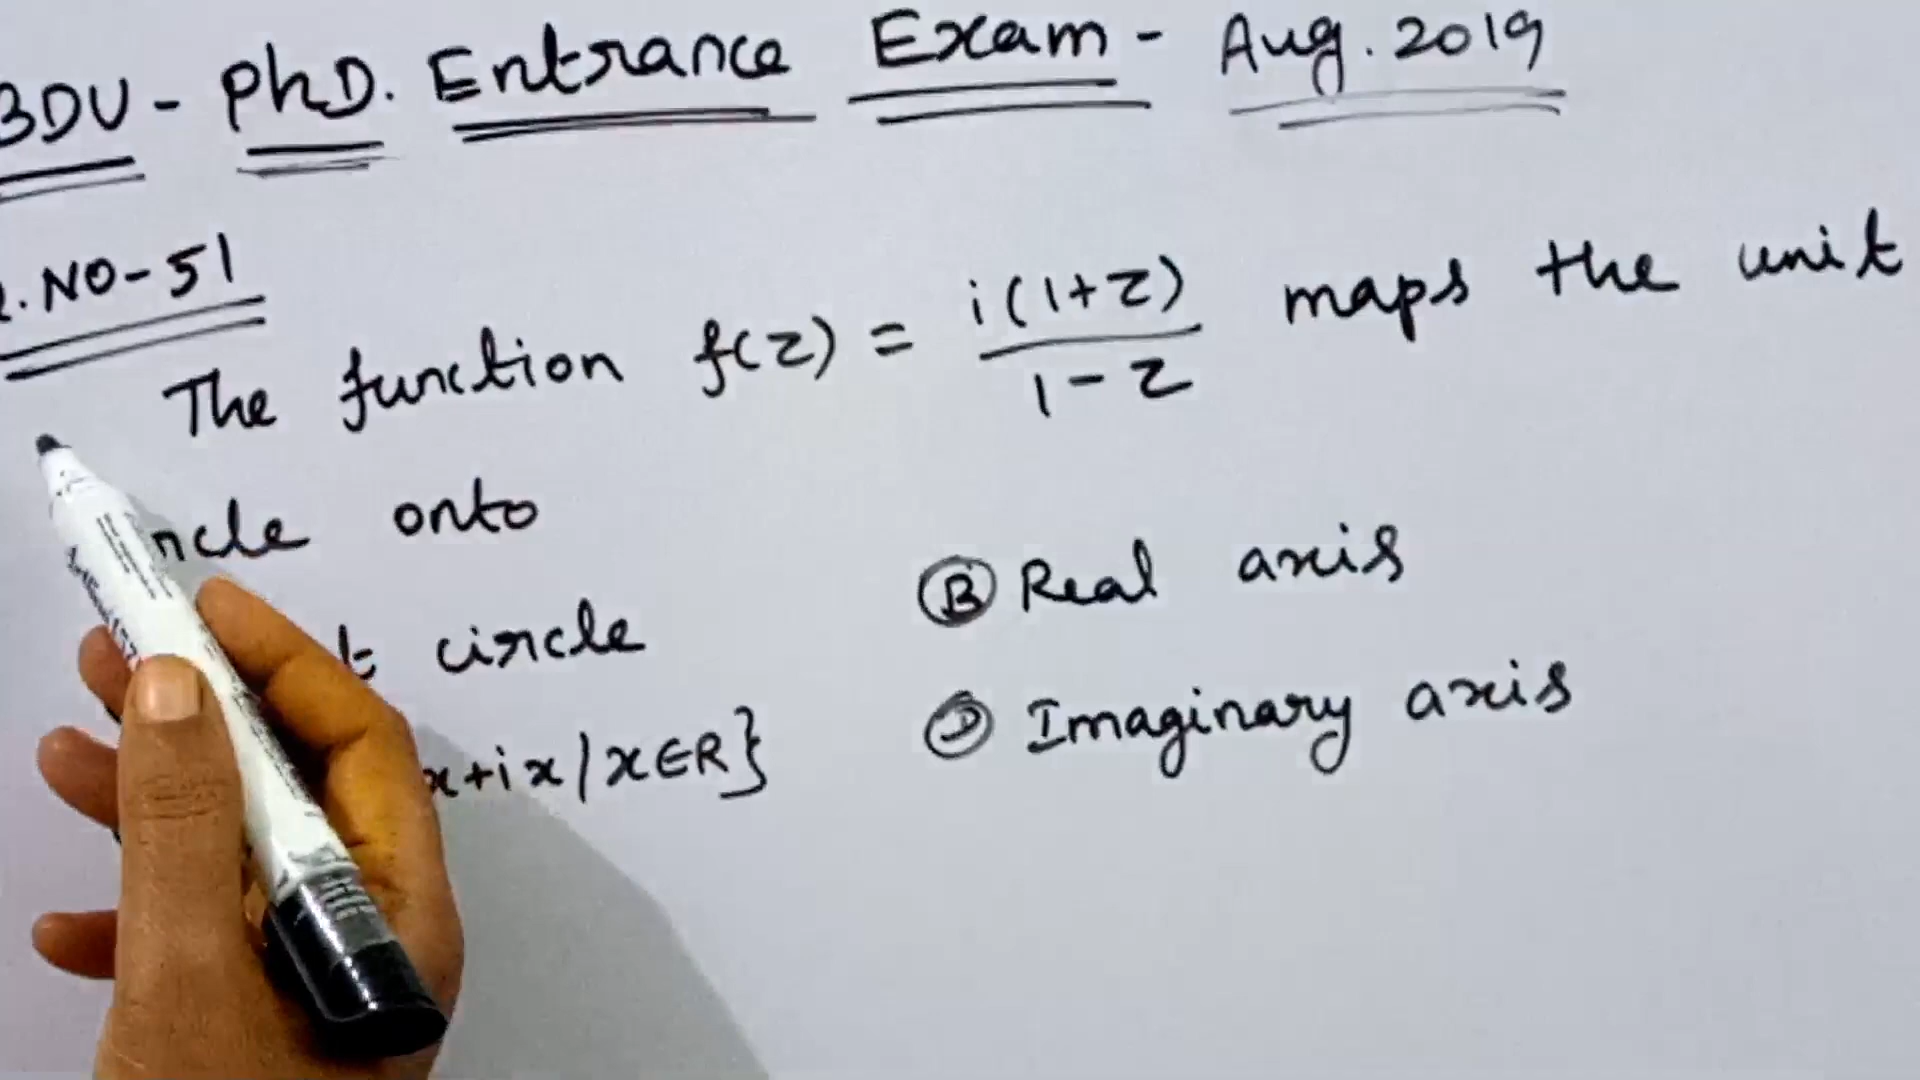 BDU - PhD. Entrance Exam - Aug. 2019
Q. NO - 51
The function f(z) = i(1+z) / 1-z maps the unit
onto
circle
(B) Real axis
x+ix/x∈R}
(D) Imaginary axis